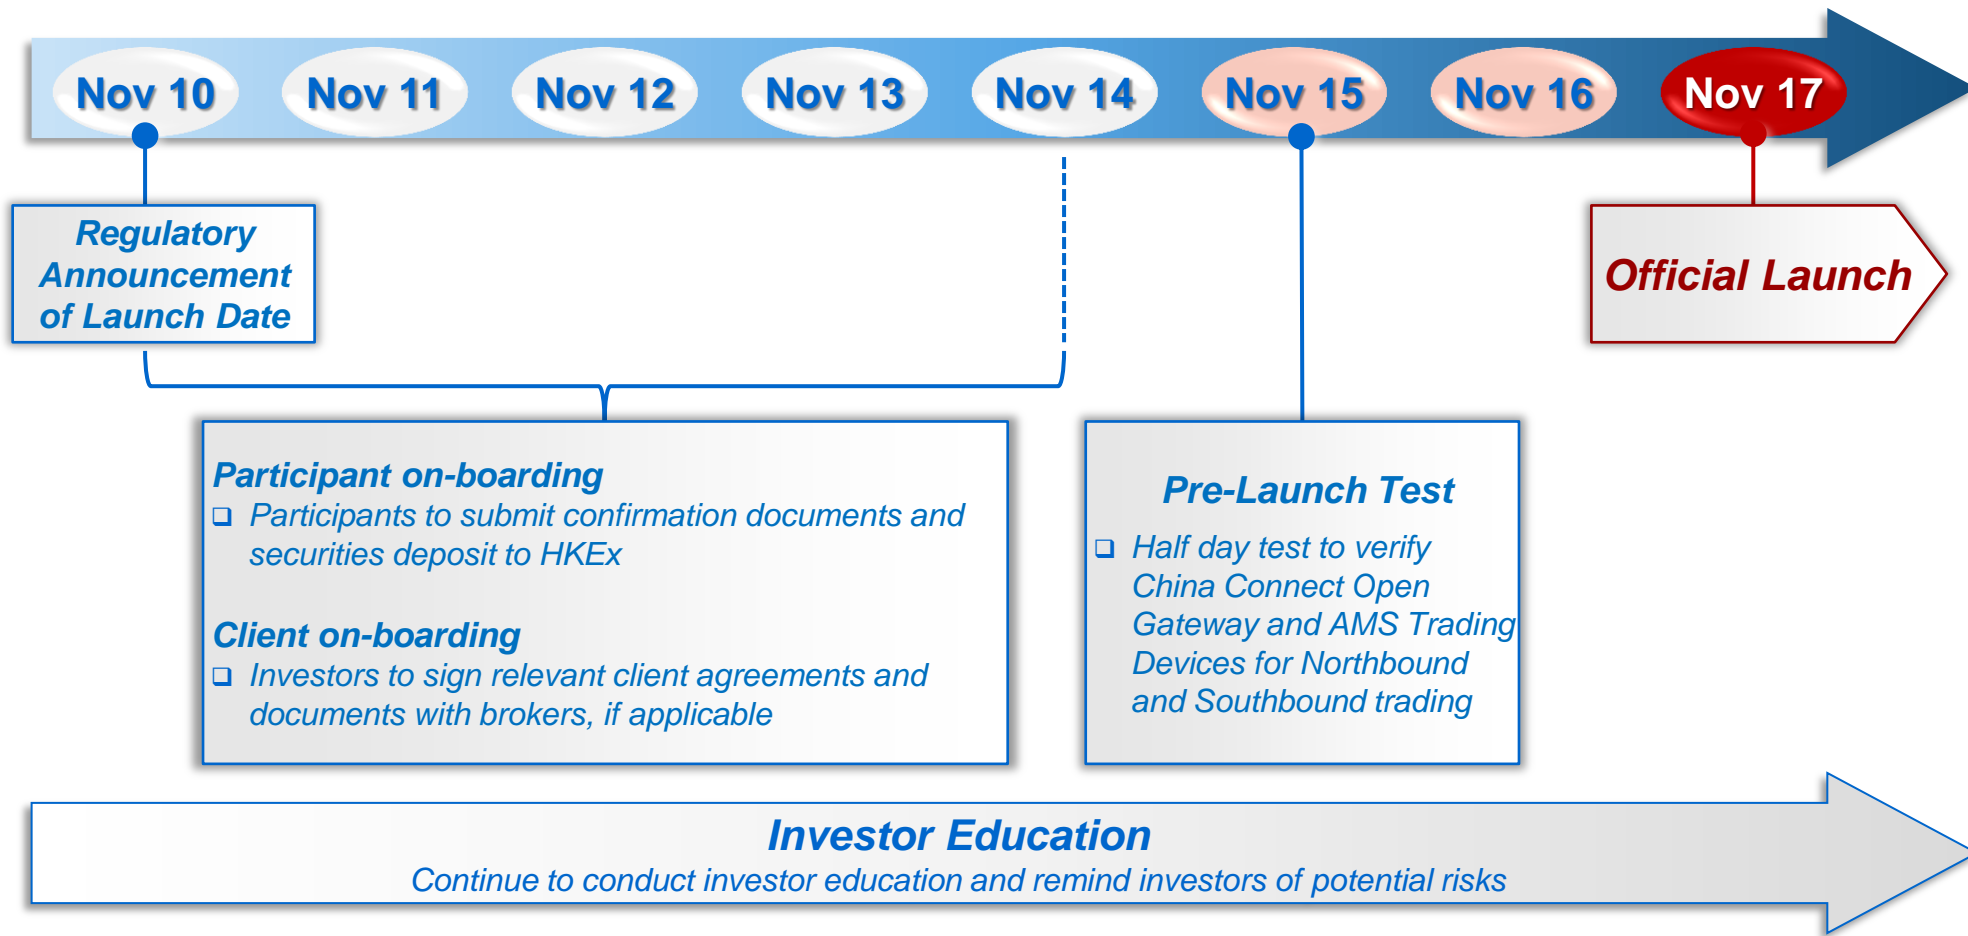 Nov 10
Nov 11
Nov 12
Nov 13
Nov 14
Nov 15
Nov 16
Nov 17
Regulatory
Announcement
of Launch Date
Official Launch
Participant on-boarding
❑ Participants to submit confirmation documents and
securities deposit to HKEx
Client on-boarding
❑ Investors to sign relevant client agreements and
documents with brokers, if applicable
Pre-Launch Test
❑ Half day test to verify
China Connect Open
Gateway and AMS Trading
Devices for Northbound
and Southbound trading
Investor Education
Continue to conduct investor education and remind investors of potential risks